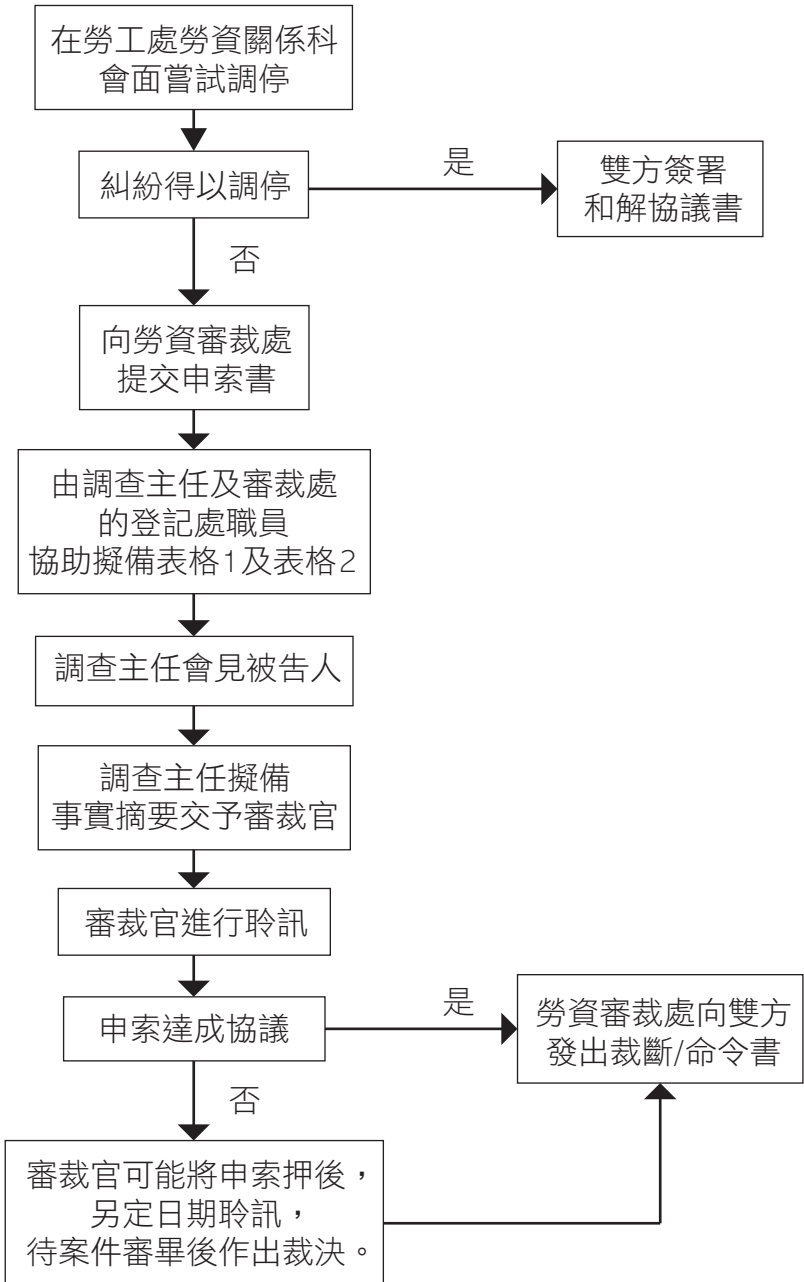 在勞工處勞資關係科
會面嘗試調停
糾紛得以調停
是
雙方簽署
和解協議書
否
向勞資審裁處
提交申索書
由調查主任及審裁處
的登記處職員
協助擬備表格1及表格2
調查主任會見被告人
調查主任擬備
事實摘要交予審裁官
審裁官進行聆訊
申索達成協議
是
勞資審裁處向雙方
發出裁斷/命令書
否
審裁官可能將申索押後，
另定日期聆訊，
待案件審畢後作出裁決。